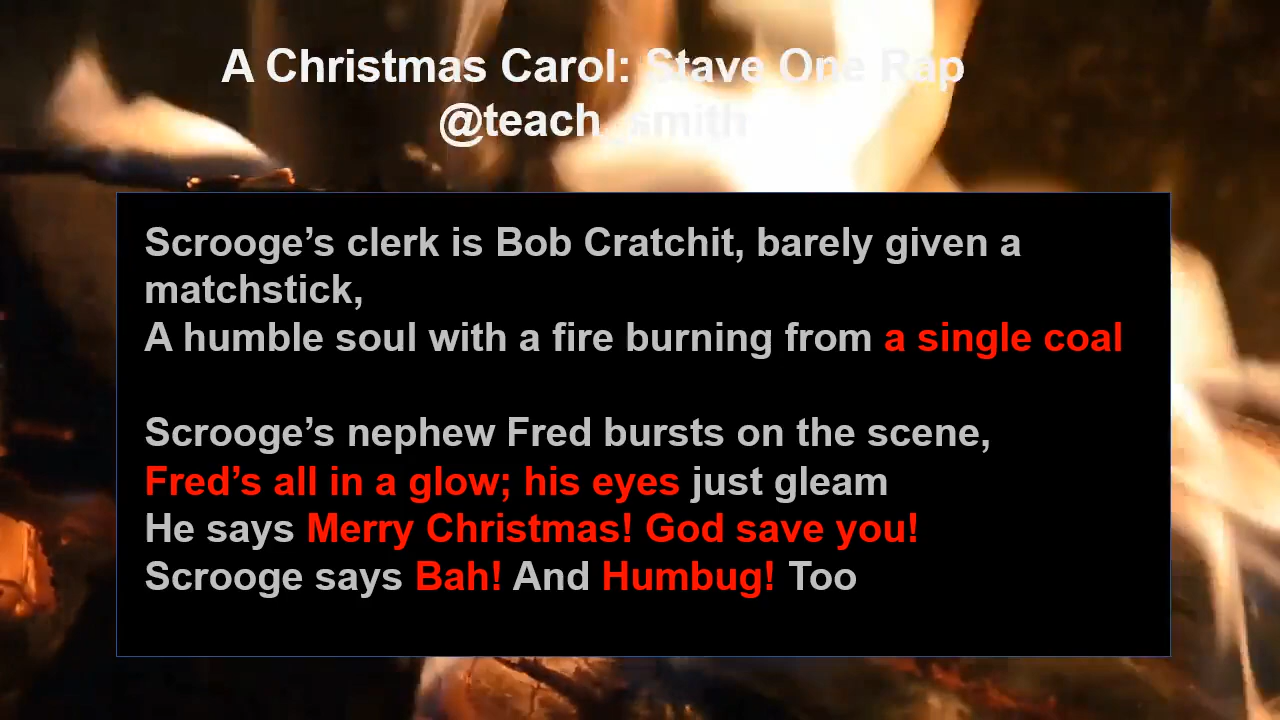 A Christmas Carol: Stave One Rap
@teach_smith
Scrooge’s clerk is Bob Cratchit, barely given a
matchstick,
A humble soul with a fire burning from a single coal
Scrooge’s nephew Fred bursts on the scene,
Fred’s all in a glow; his eyes just gleam
He says Merry Christmas! God save you!
Scrooge says Bah! And Humbug! Too